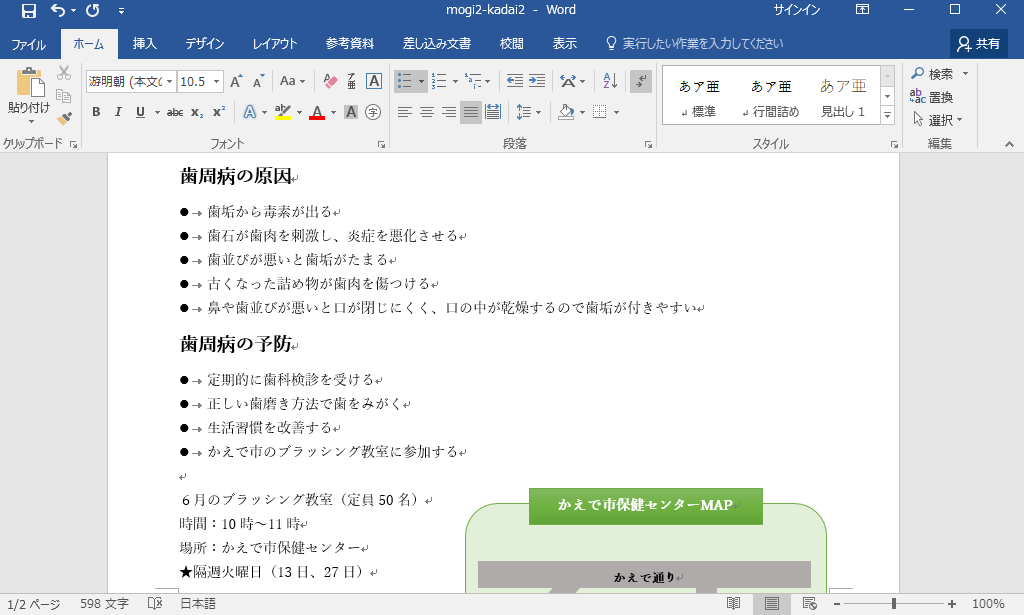 mogi2-kadai2 - Word
サインイン
ファイル ホーム 挿入 デザイン レイアウト 参考資料 差し込み文書 校閲 表示 実行したい作業を入力してください 共有
貼り付け
游明朝 (本文の 10.5 A A Aa ア亜 A
B I U abc x₂ x² A ab A A 字
あア亜 あア亜 あア亜
標準 行間詰め 見出し 1
検索
置換
選択
クリップボード フォント 段落 スタイル 編集
歯周病の原因
●→歯垢から毒素が出る
●→歯石が歯肉を刺激し、炎症を悪化させる
●→歯並びが悪いと歯垢がたまる
●→古くなった詰め物が歯肉を傷つける
●→鼻や歯並びが悪いと口が閉じにくく、口の中が乾燥するので歯垢が付きやすい
歯周病の予防
●→定期的に歯科検診を受ける
●→正しい歯磨き方法で歯をみがく
●→生活習慣を改善する
●→かえで市のブラッシング教室に参加する
６月のブラッシング教室（定員 50 名）
時間：10 時～11 時
場所：かえで市保健センター
★隔週火曜日（13 日、27 日）
かえで市保健センターMAP
かえで通り
1/2 ページ 598 文字 日本語 100%